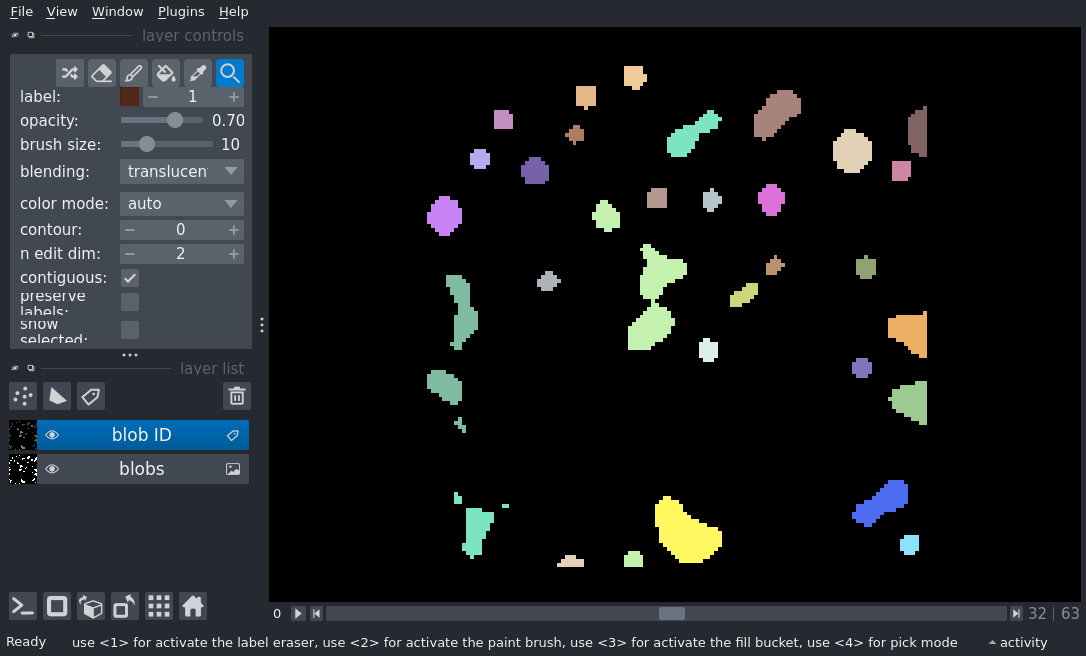 File View Window Plugins Help
layer controls
label: 1
opacity: 0.70
brush size: 10
blending: translucen
color mode: auto
contour: 0
n edit dim: 2
contiguous:
preserve
labels:
show
selected:
layer list
blob ID
blobs
0 32 63
Ready use <1> for activate the label eraser, use <2> for activate the paint brush, use <3> for activate the fill bucket, use <4> for pick mode activity